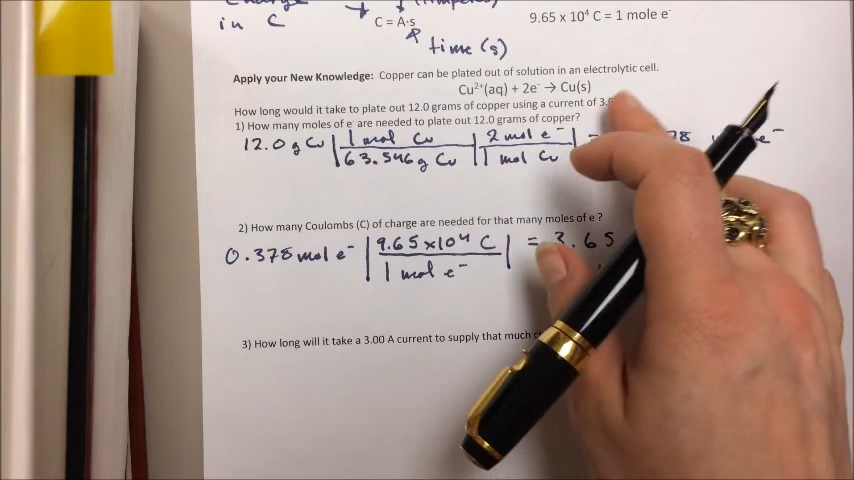 in C
C = A·s
9.65 x 10⁴ C = 1 mole e⁻
time (s)
Apply your New Knowledge: Copper can be plated out of solution in an electrolytic cell.
Cu²⁺(aq) + 2e⁻ → Cu(s)
How long would it take to plate out 12.0 grams of copper using a current of 3.0
1) How many moles of e⁻ are needed to plate out 12.0 grams of copper?
12.0 g Cu | 1 mol Cu | 2 mol e⁻ | = 78 e⁻
63.546 g Cu | 1 mol Cu
2) How many Coulombs (C) of charge are needed for that many moles of e⁻?
0.378 mol e⁻ | 9.65 x 10⁴ C | = 3.65
1 mol e⁻
3) How long will it take a 3.00 A current to supply that much